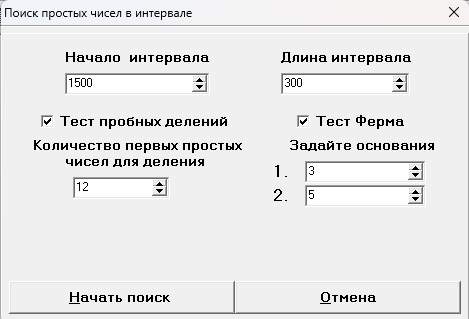 Поиск простых чисел в интервале
Начало интервала
Длина интервала
1500
300
Тест пробных делений
Тест Ферма
Количество первых простых
чисел для деления
Задайте основания
12
1. 3
2. 5
Начать поиск
Отмена